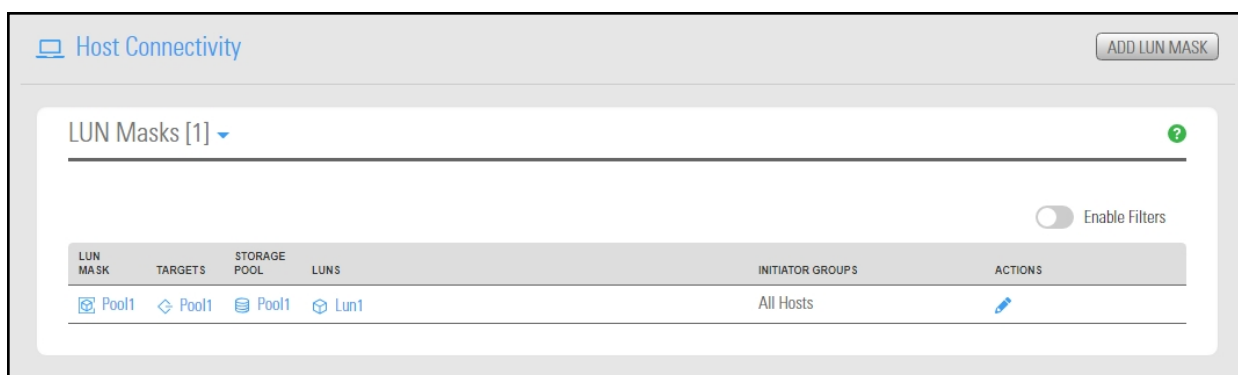 Host Connectivity
ADD LUN MASK
LUN Masks [1]
?
Enable Filters
LUN MASK TARGETS STORAGE POOL LUNS INITIATOR GROUPS ACTIONS
Pool1 Pool1 Pool1 Lun1 All Hosts